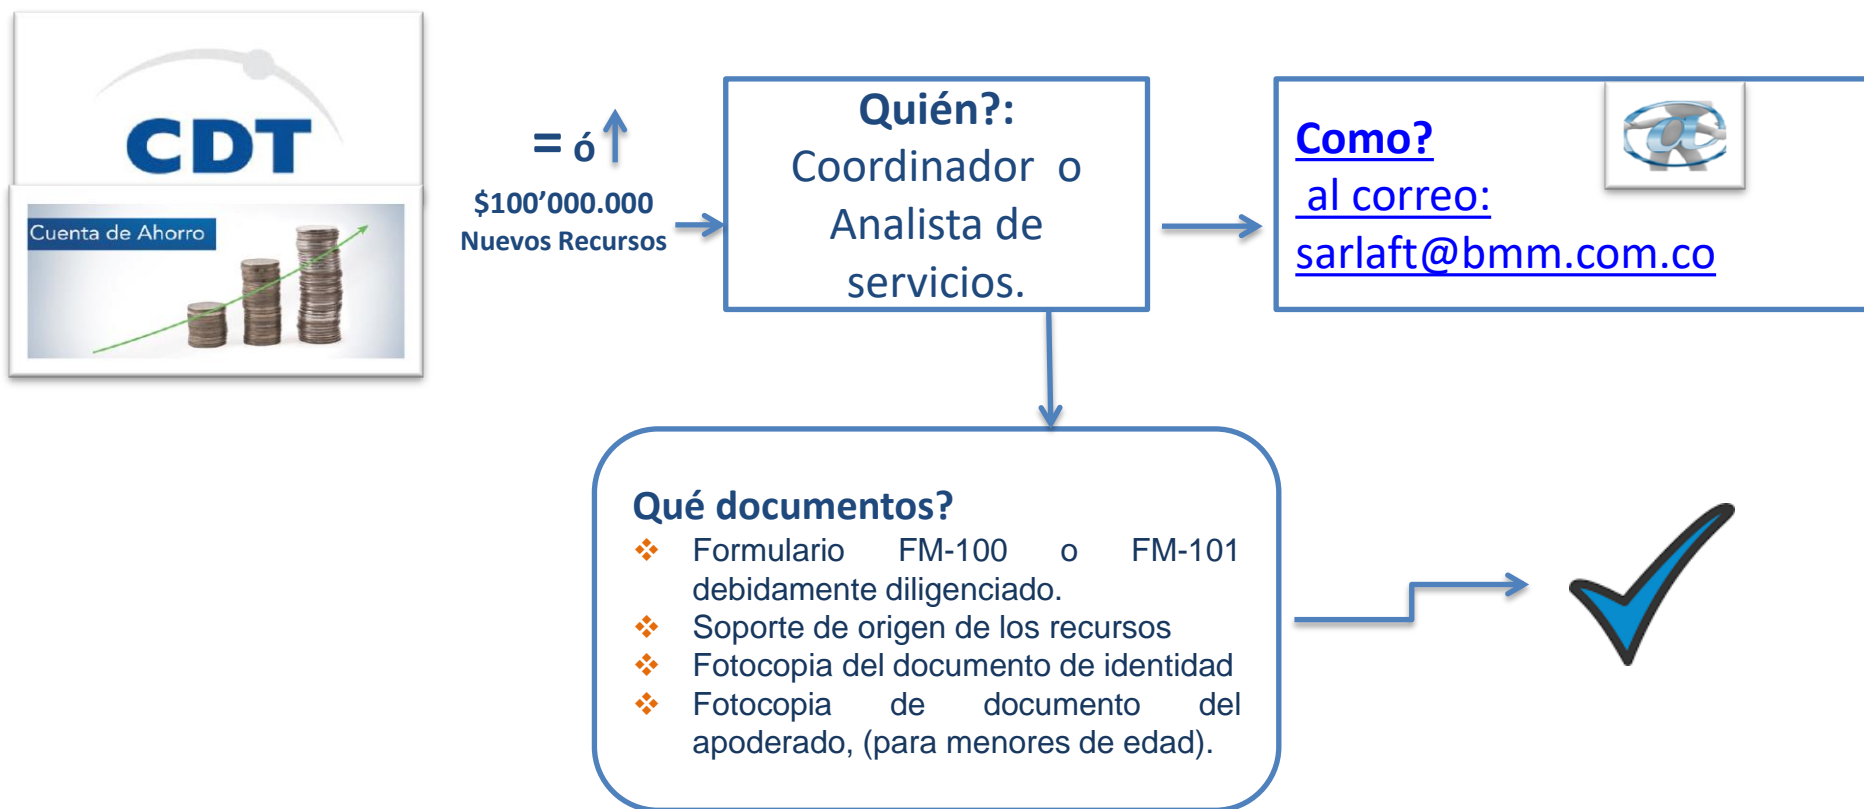 CDT
Cuenta de Ahorro
= ó
$100’000.000
Nuevos Recursos
Quién?:
Coordinador o
Analista de
servicios.
Como?
al correo:
sarlaft@bmm.com.co
Qué documentos?
Formulario FM-100 o FM-101
debidamente diligenciado.
Soporte de origen de los recursos
Fotocopia del documento de identidad
Fotocopia de documento del
apoderado, (para menores de edad).